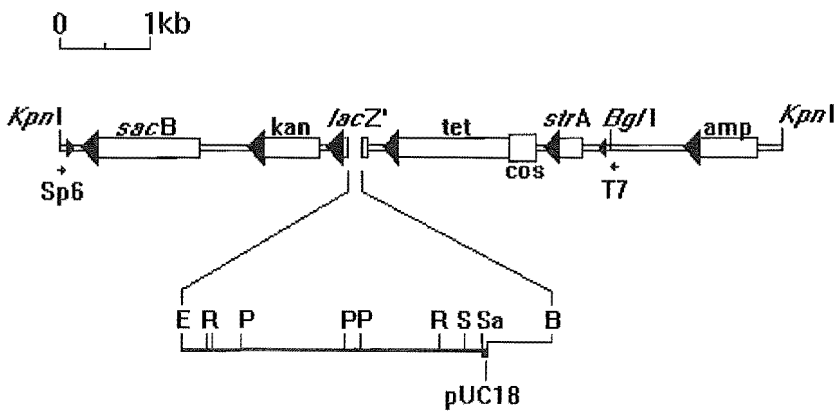 0 1kb
KpnI sacB kan lacZ' tet cos strA BglI amp KpnI
Sp6 T7
E R P PP R S Sa B
pUC18